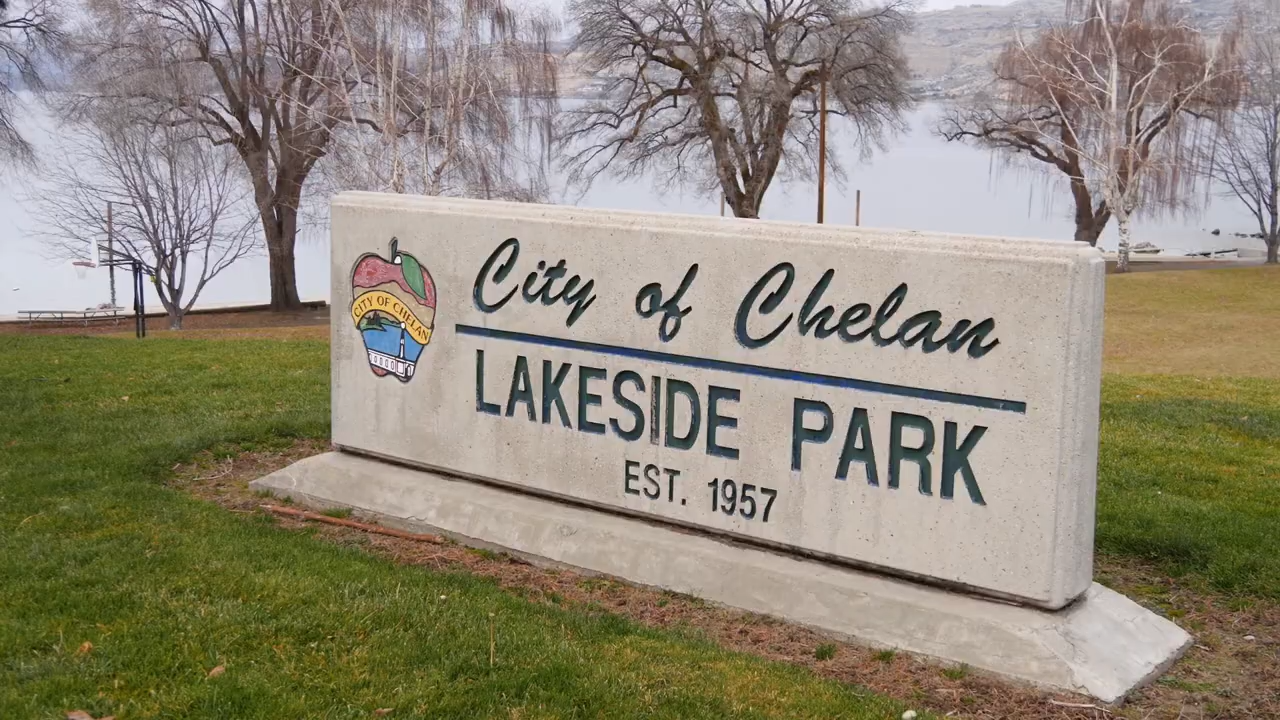 CITY OF CHELAN
City of Chelan
LAKESIDE PARK
EST. 1957